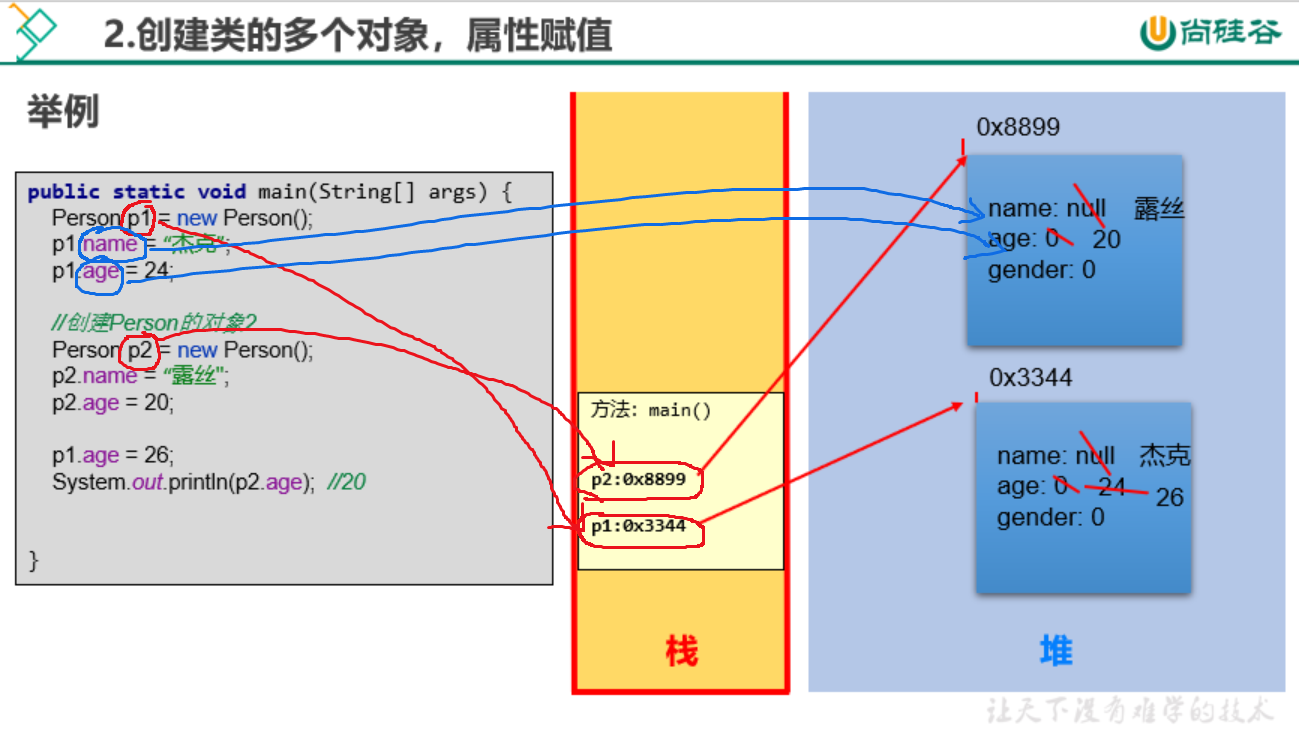 2.创建类的多个对象，属性赋值
尚硅谷
举例
public static void main(String[] args) {
Person p1 = new Person();
p1.name = “杰克";
p1.age = 24;
//创建Person的对象2
Person p2 = new Person();
p2.name = “露丝";
p2.age = 20;
p1.age = 26;
System.out.println(p2.age); //20
}
方法：main()
p2:0x8899
p1:0x3344
栈
0x8899
name: null 露丝
age: 0 20
gender: 0
0x3344
name: null 杰克
age: 0 24 26
gender: 0
堆
让天下没有难学的技术